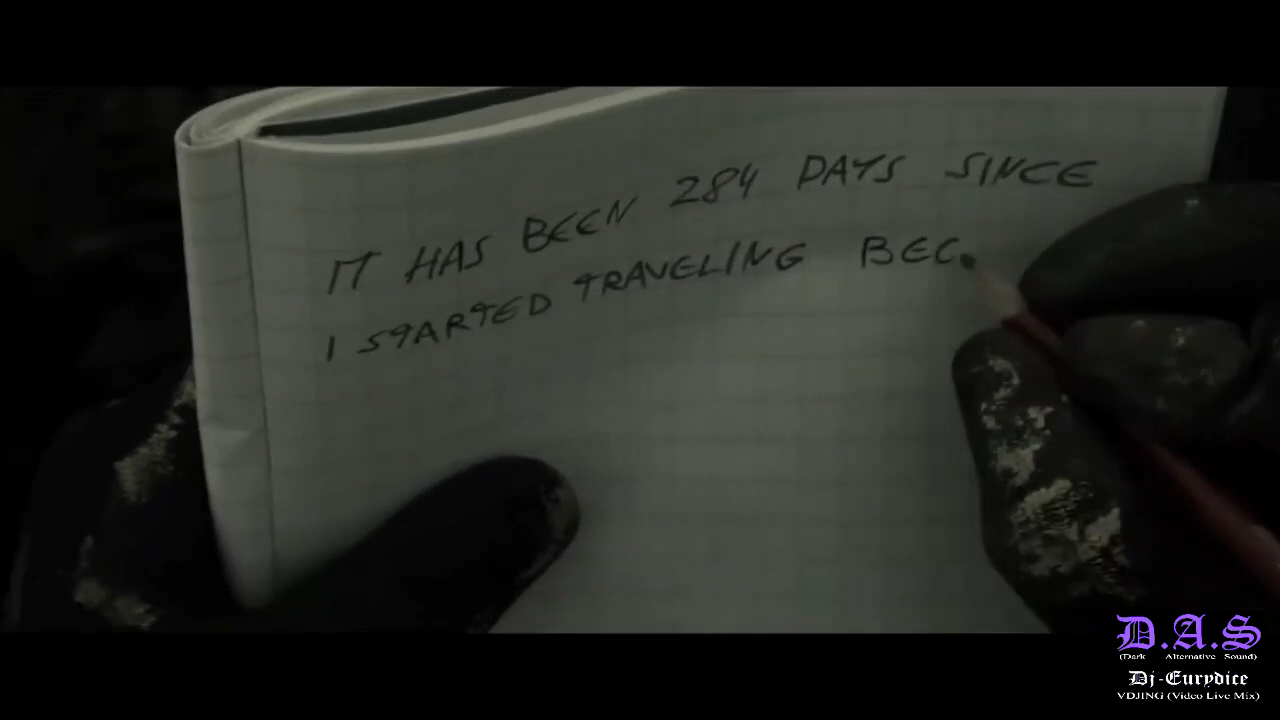 IT HAS BEEN 284 DAYS SINCE
I STARTED TRAVELING BEC
D.A.S
(Dark Alternative Sound)
Dj-Eurydice
VDJING (Video Live Mix)